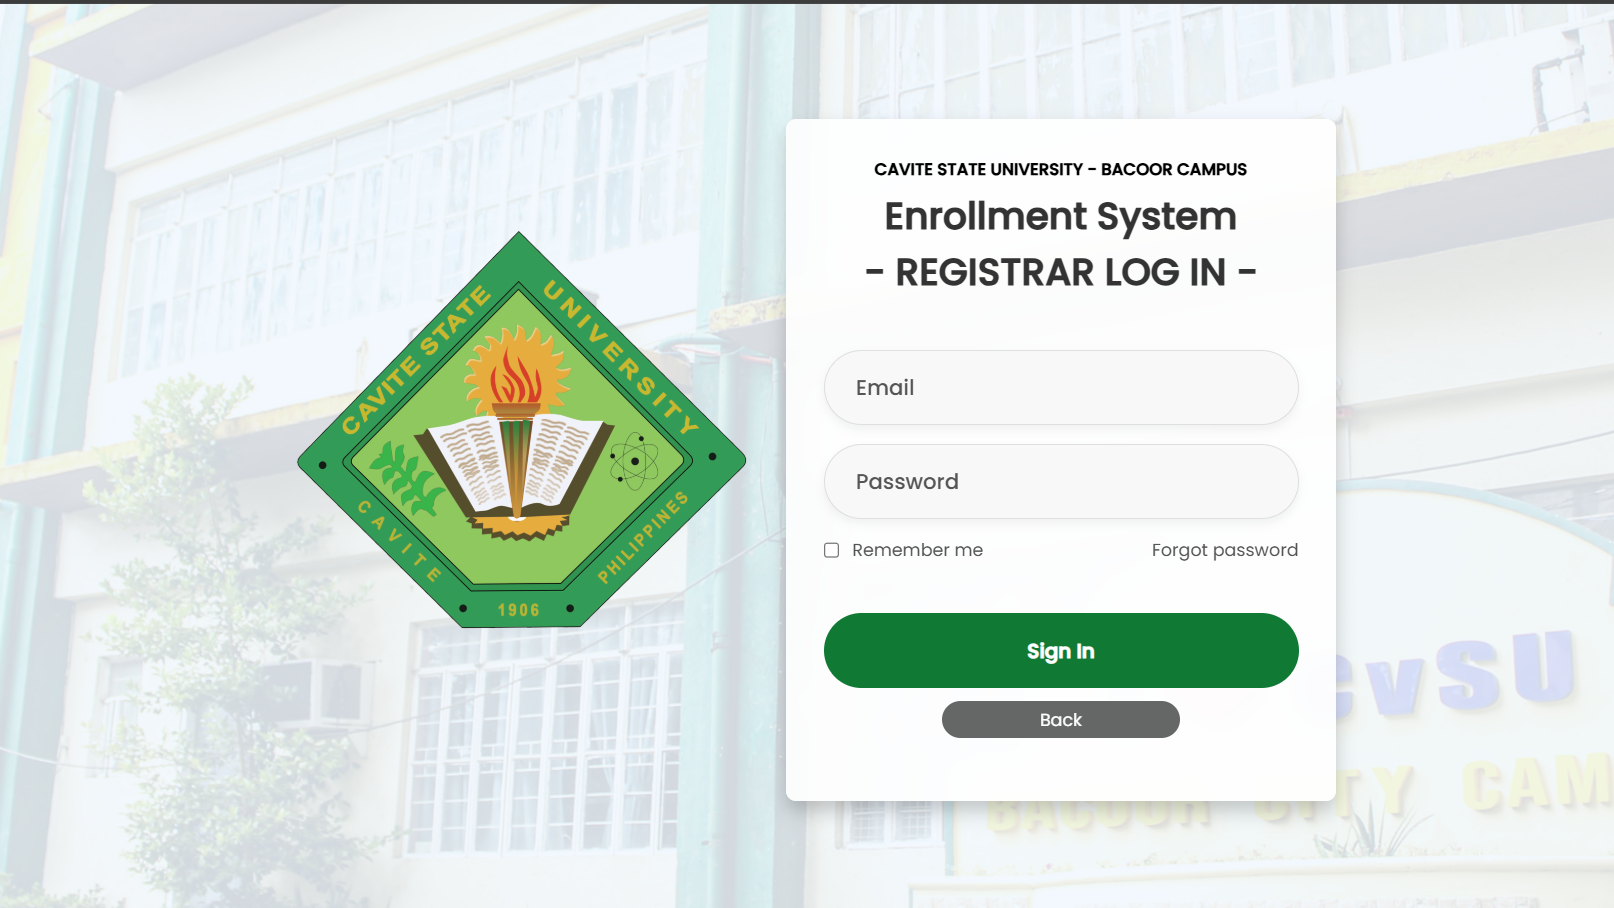 CAVITE STATE UNIVERSITY - BACOOR CAMPUS
Enrollment System
- REGISTRAR LOG IN -
Email
Password
Remember me
Forgot password
Sign In
Back
CAVITE STATE UNIVERSITY
CAVITE PHILIPPINES
1906
CvSU
BACOOR CITY CAM